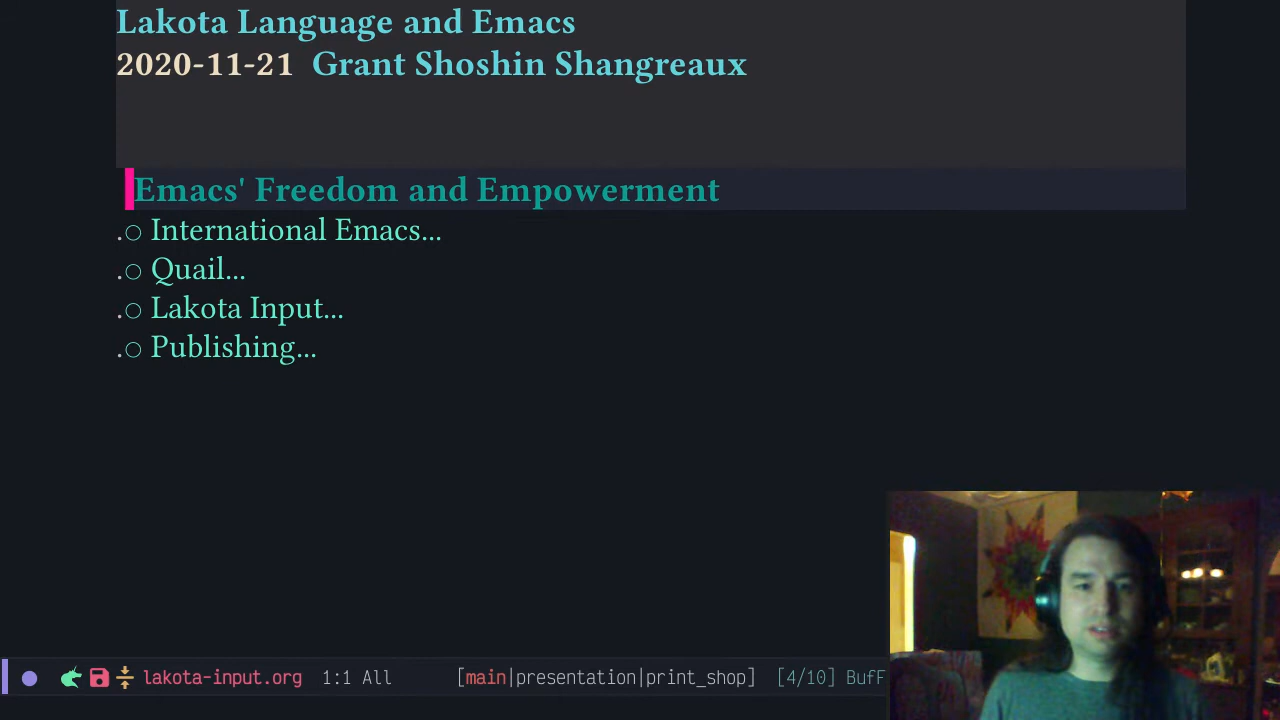 Lakota Language and Emacs
2020-11-21 Grant Shoshin Shangreaux
Emacs' Freedom and Empowerment
.○ International Emacs...
.○ Quail...
.○ Lakota Input...
.○ Publishing...
lakota-input.org 1:1 All [main|presentation|print_shop] [4/10] BufF